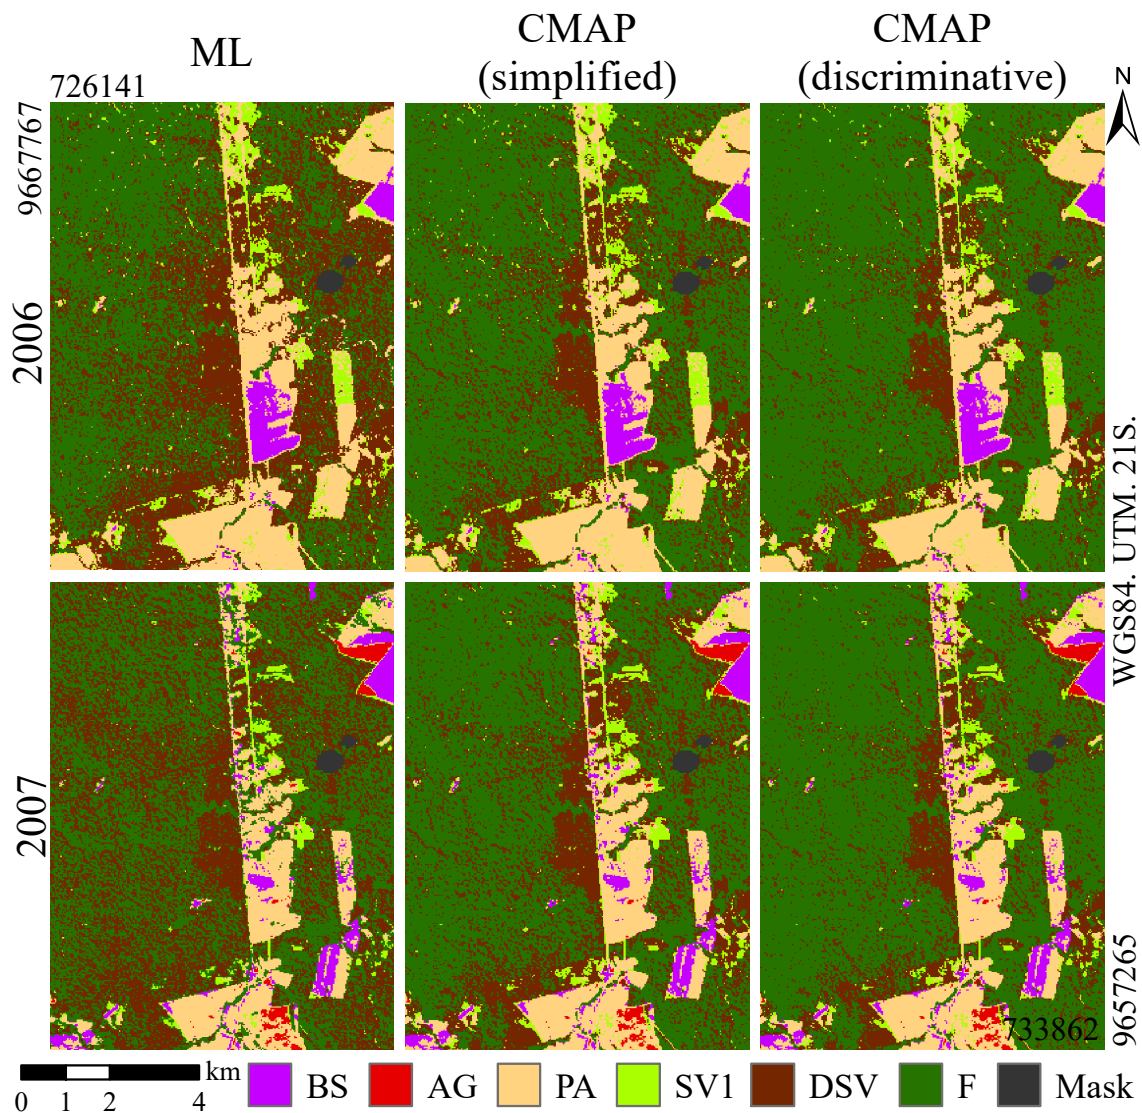 ML
CMAP
(simplified)
CMAP
(discriminative)
N
726141
9667767
2006
2007
WGS84. UTM. 21S.
9657265
733862
km
0 1 2 4
BS AG PA SV1 DSV F Mask